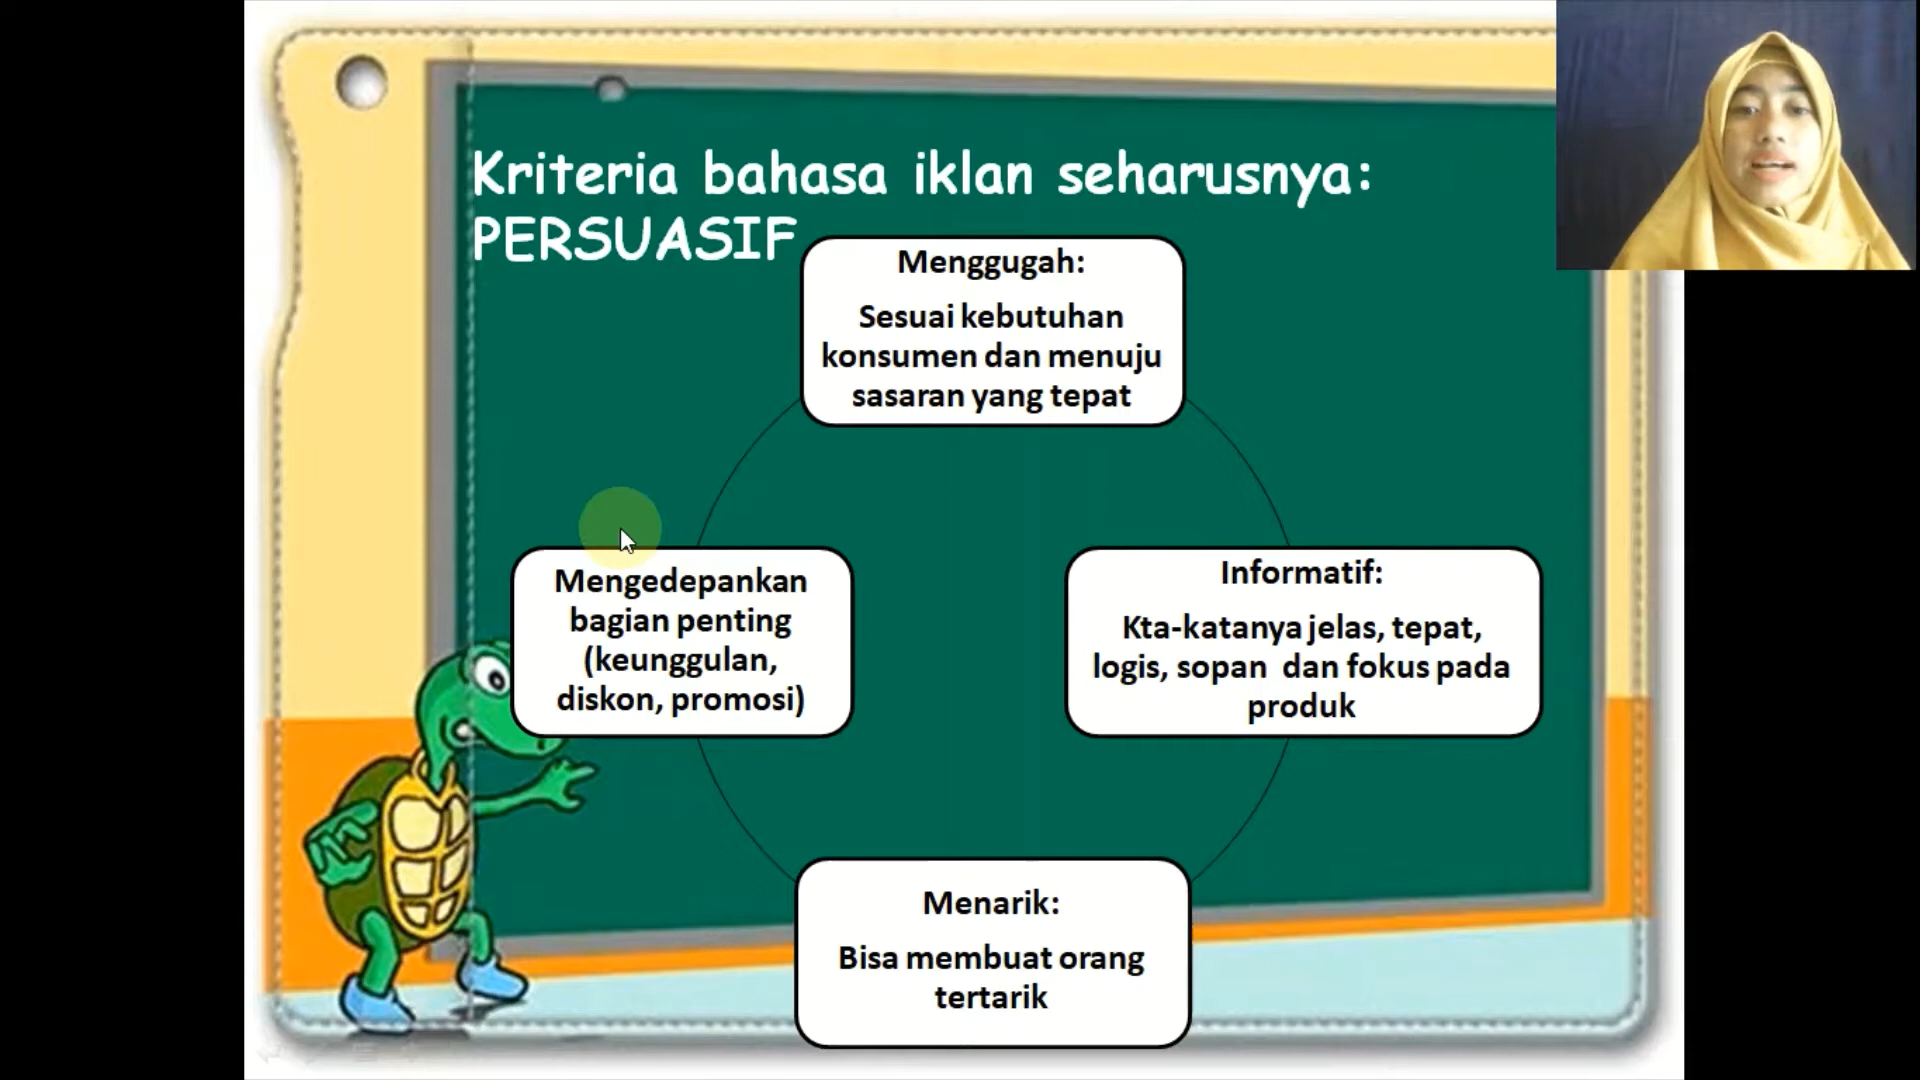 Kriteria bahasa iklan seharusnya:
PERSUASIF
Menggugah:
Sesuai kebutuhan
konsumen dan menuju
sasaran yang tepat
Mengedepankan
bagian penting
(keunggulan,
diskon, promosi)
Informatif:
Kta-katanya jelas, tepat,
logis, sopan dan fokus pada
produk
Menarik:
Bisa membuat orang
tertarik